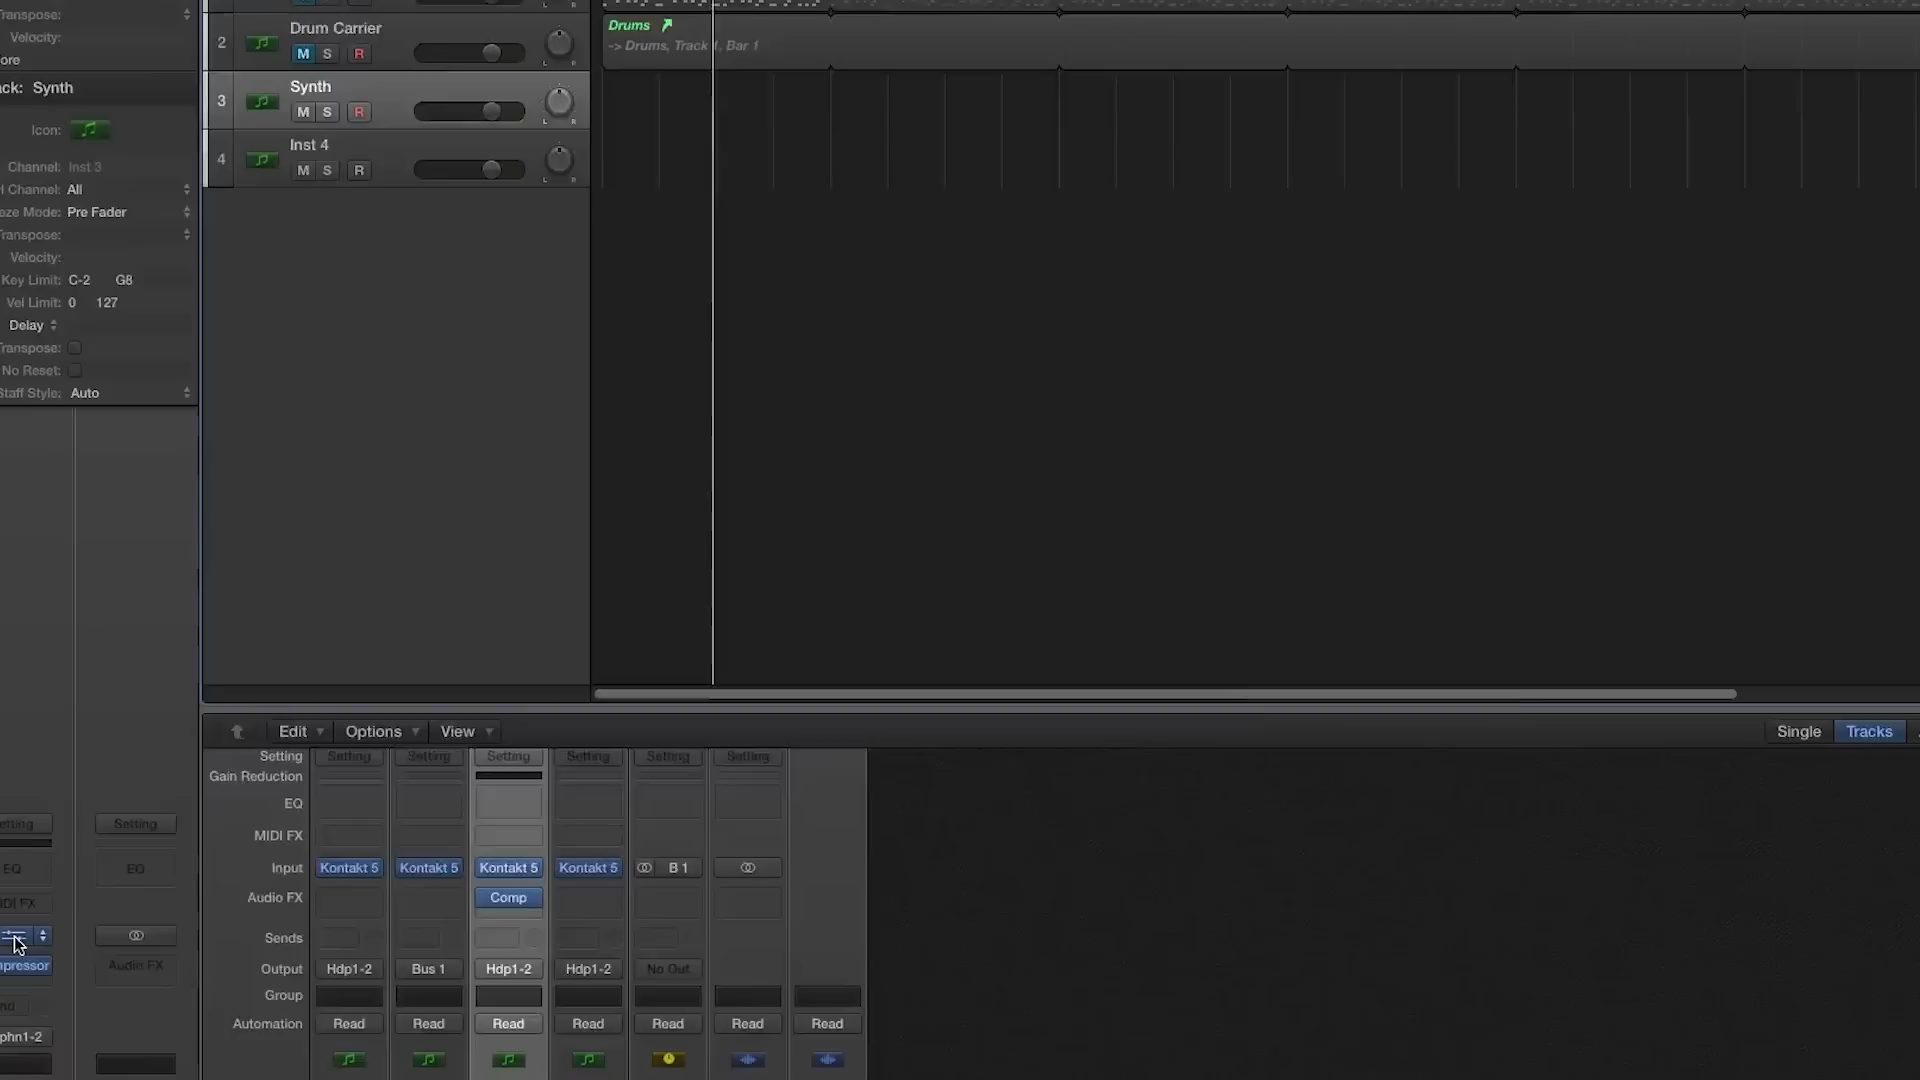 Transpose:
Velocity:
ore
ck: Synth
Icon:
Channel: Inst 3
I Channel: All
eze Mode: Pre Fader
Transpose:
Velocity:
Key Limit: C-2 G8
Vel Limit: 0 127
Delay
Transpose:
No Reset:
Staff Style: Auto
etting Setting
EQ EQ
IDI FX
mpressor Audio FX
nd
phn1-2
2 Drum Carrier
M S R
L R
3 Synth
M S R
L R
4 Inst 4
M S R
L R
Drums
-> Drums, Track 1, Bar 1
Edit Options View Single Tracks
Setting Setting Setting Setting Setting Setting Setting
Gain Reduction
EQ
MIDI FX
Input Kontakt 5 Kontakt 5 Kontakt 5 Kontakt 5 B 1
Audio FX Comp
Sends
Output Hdp1-2 Bus 1 Hdp1-2 Hdp1-2 No Out
Group
Automation Read Read Read Read Read Read Read